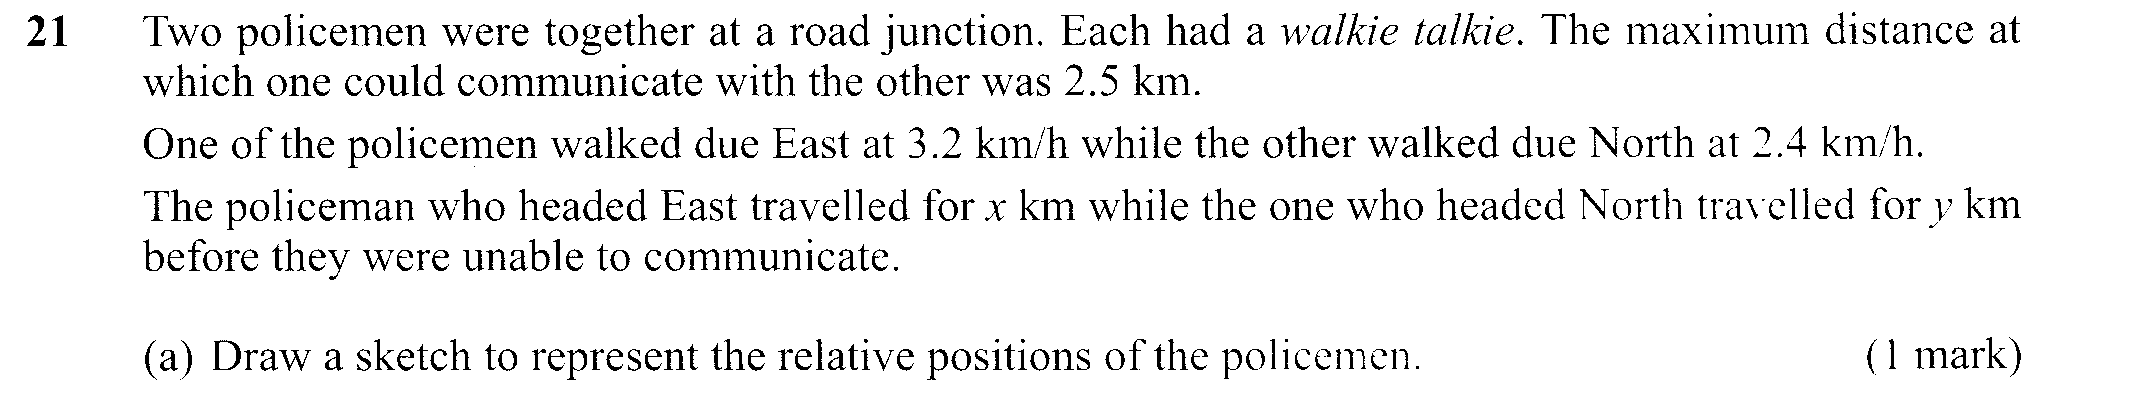 21 Two policemen were together at a road junction. Each had a walkie talkie. The maximum distance at
which one could communicate with the other was 2.5 km.
One of the policemen walked due East at 3.2 km/h while the other walked due North at 2.4 km/h.
The policeman who headed East travelled for x km while the one who headed North travelled for y km
before they were unable to communicate.
(a) Draw a sketch to represent the relative positions of the policemen. (1 mark)